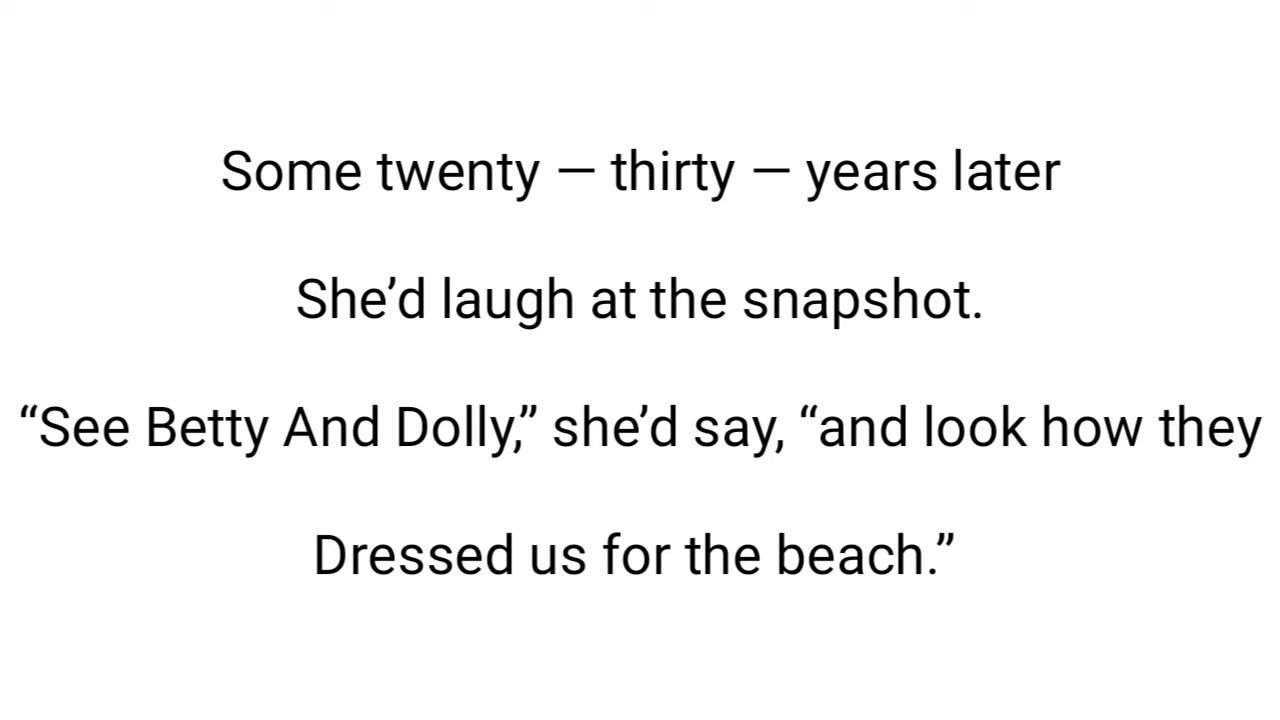 Some twenty — thirty — years later
She’d laugh at the snapshot.
“See Betty And Dolly,” she’d say, “and look how they
Dressed us for the beach.”